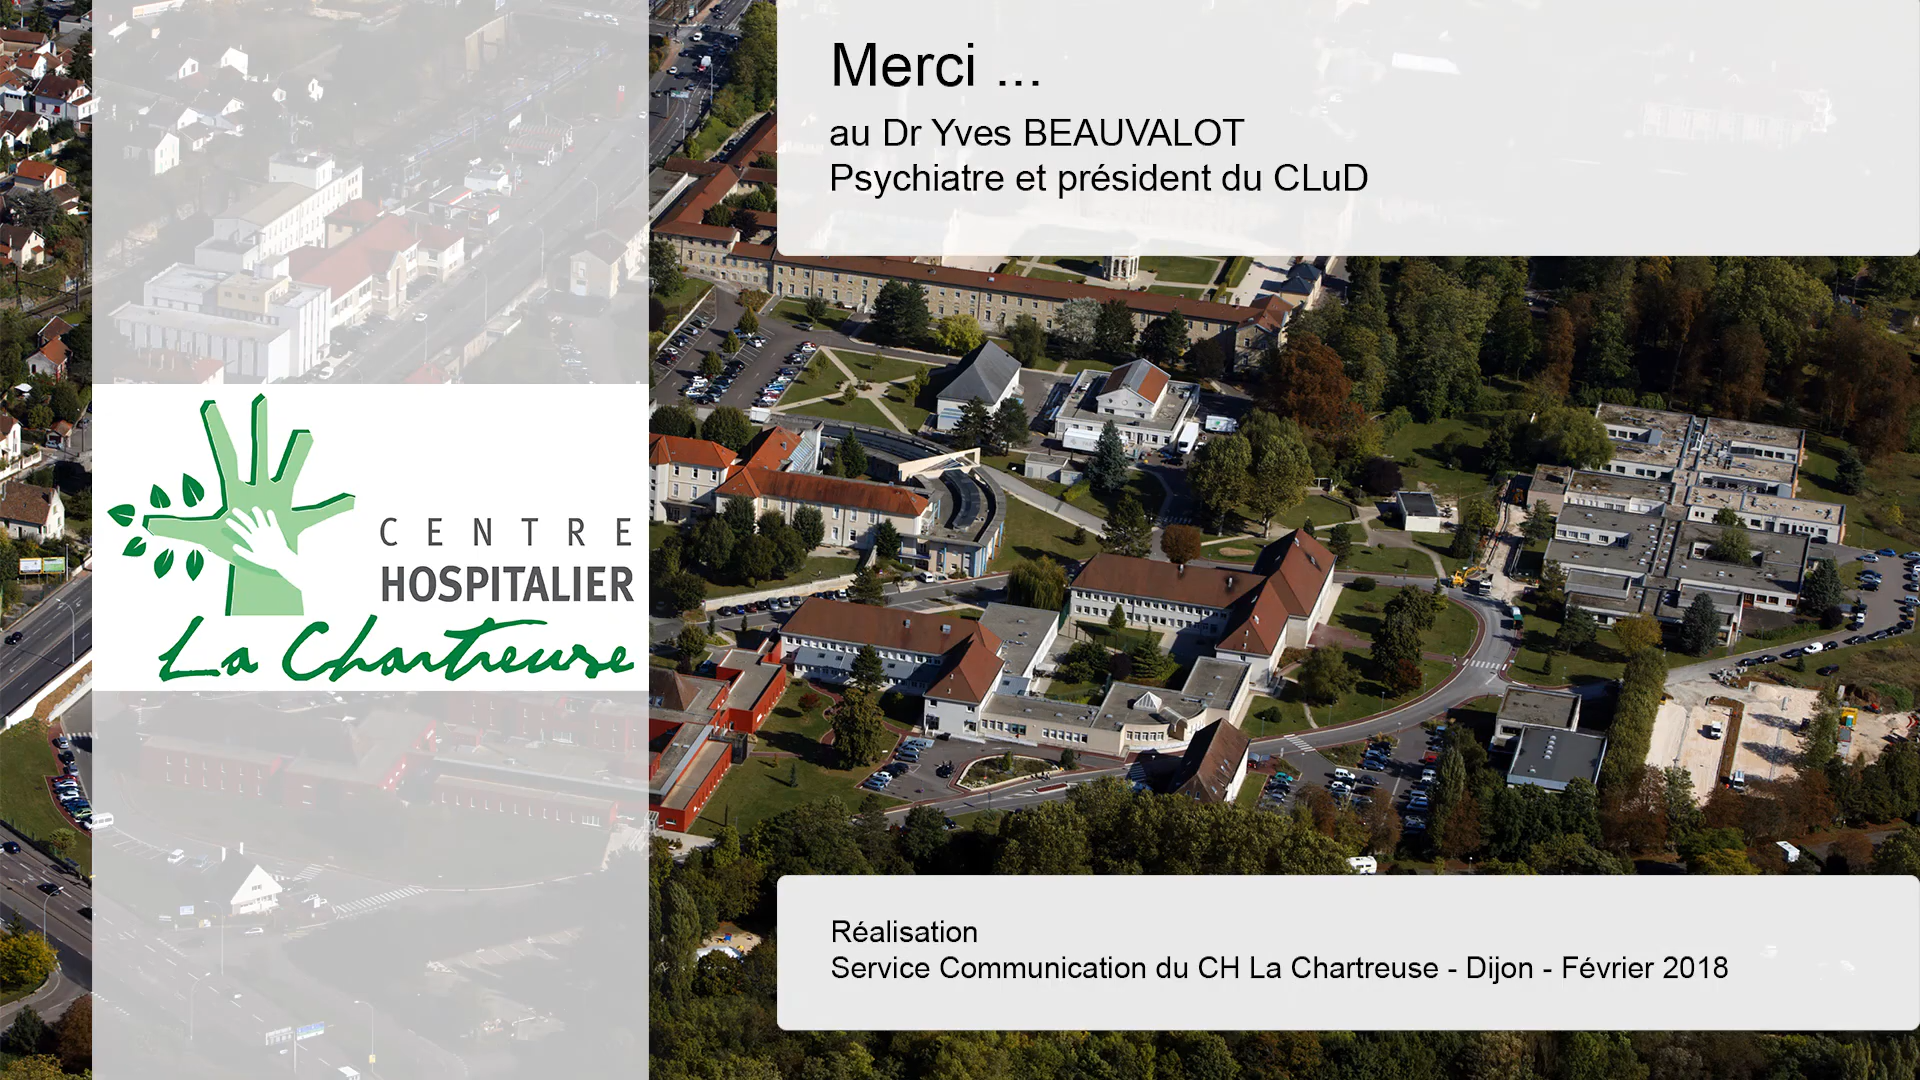 Merci ...
au Dr Yves BEAUVALOT
Psychiatre et président du CLuD
CENTRE
HOSPITALIER
La Chartreuse
Réalisation
Service Communication du CH La Chartreuse - Dijon - Février 2018